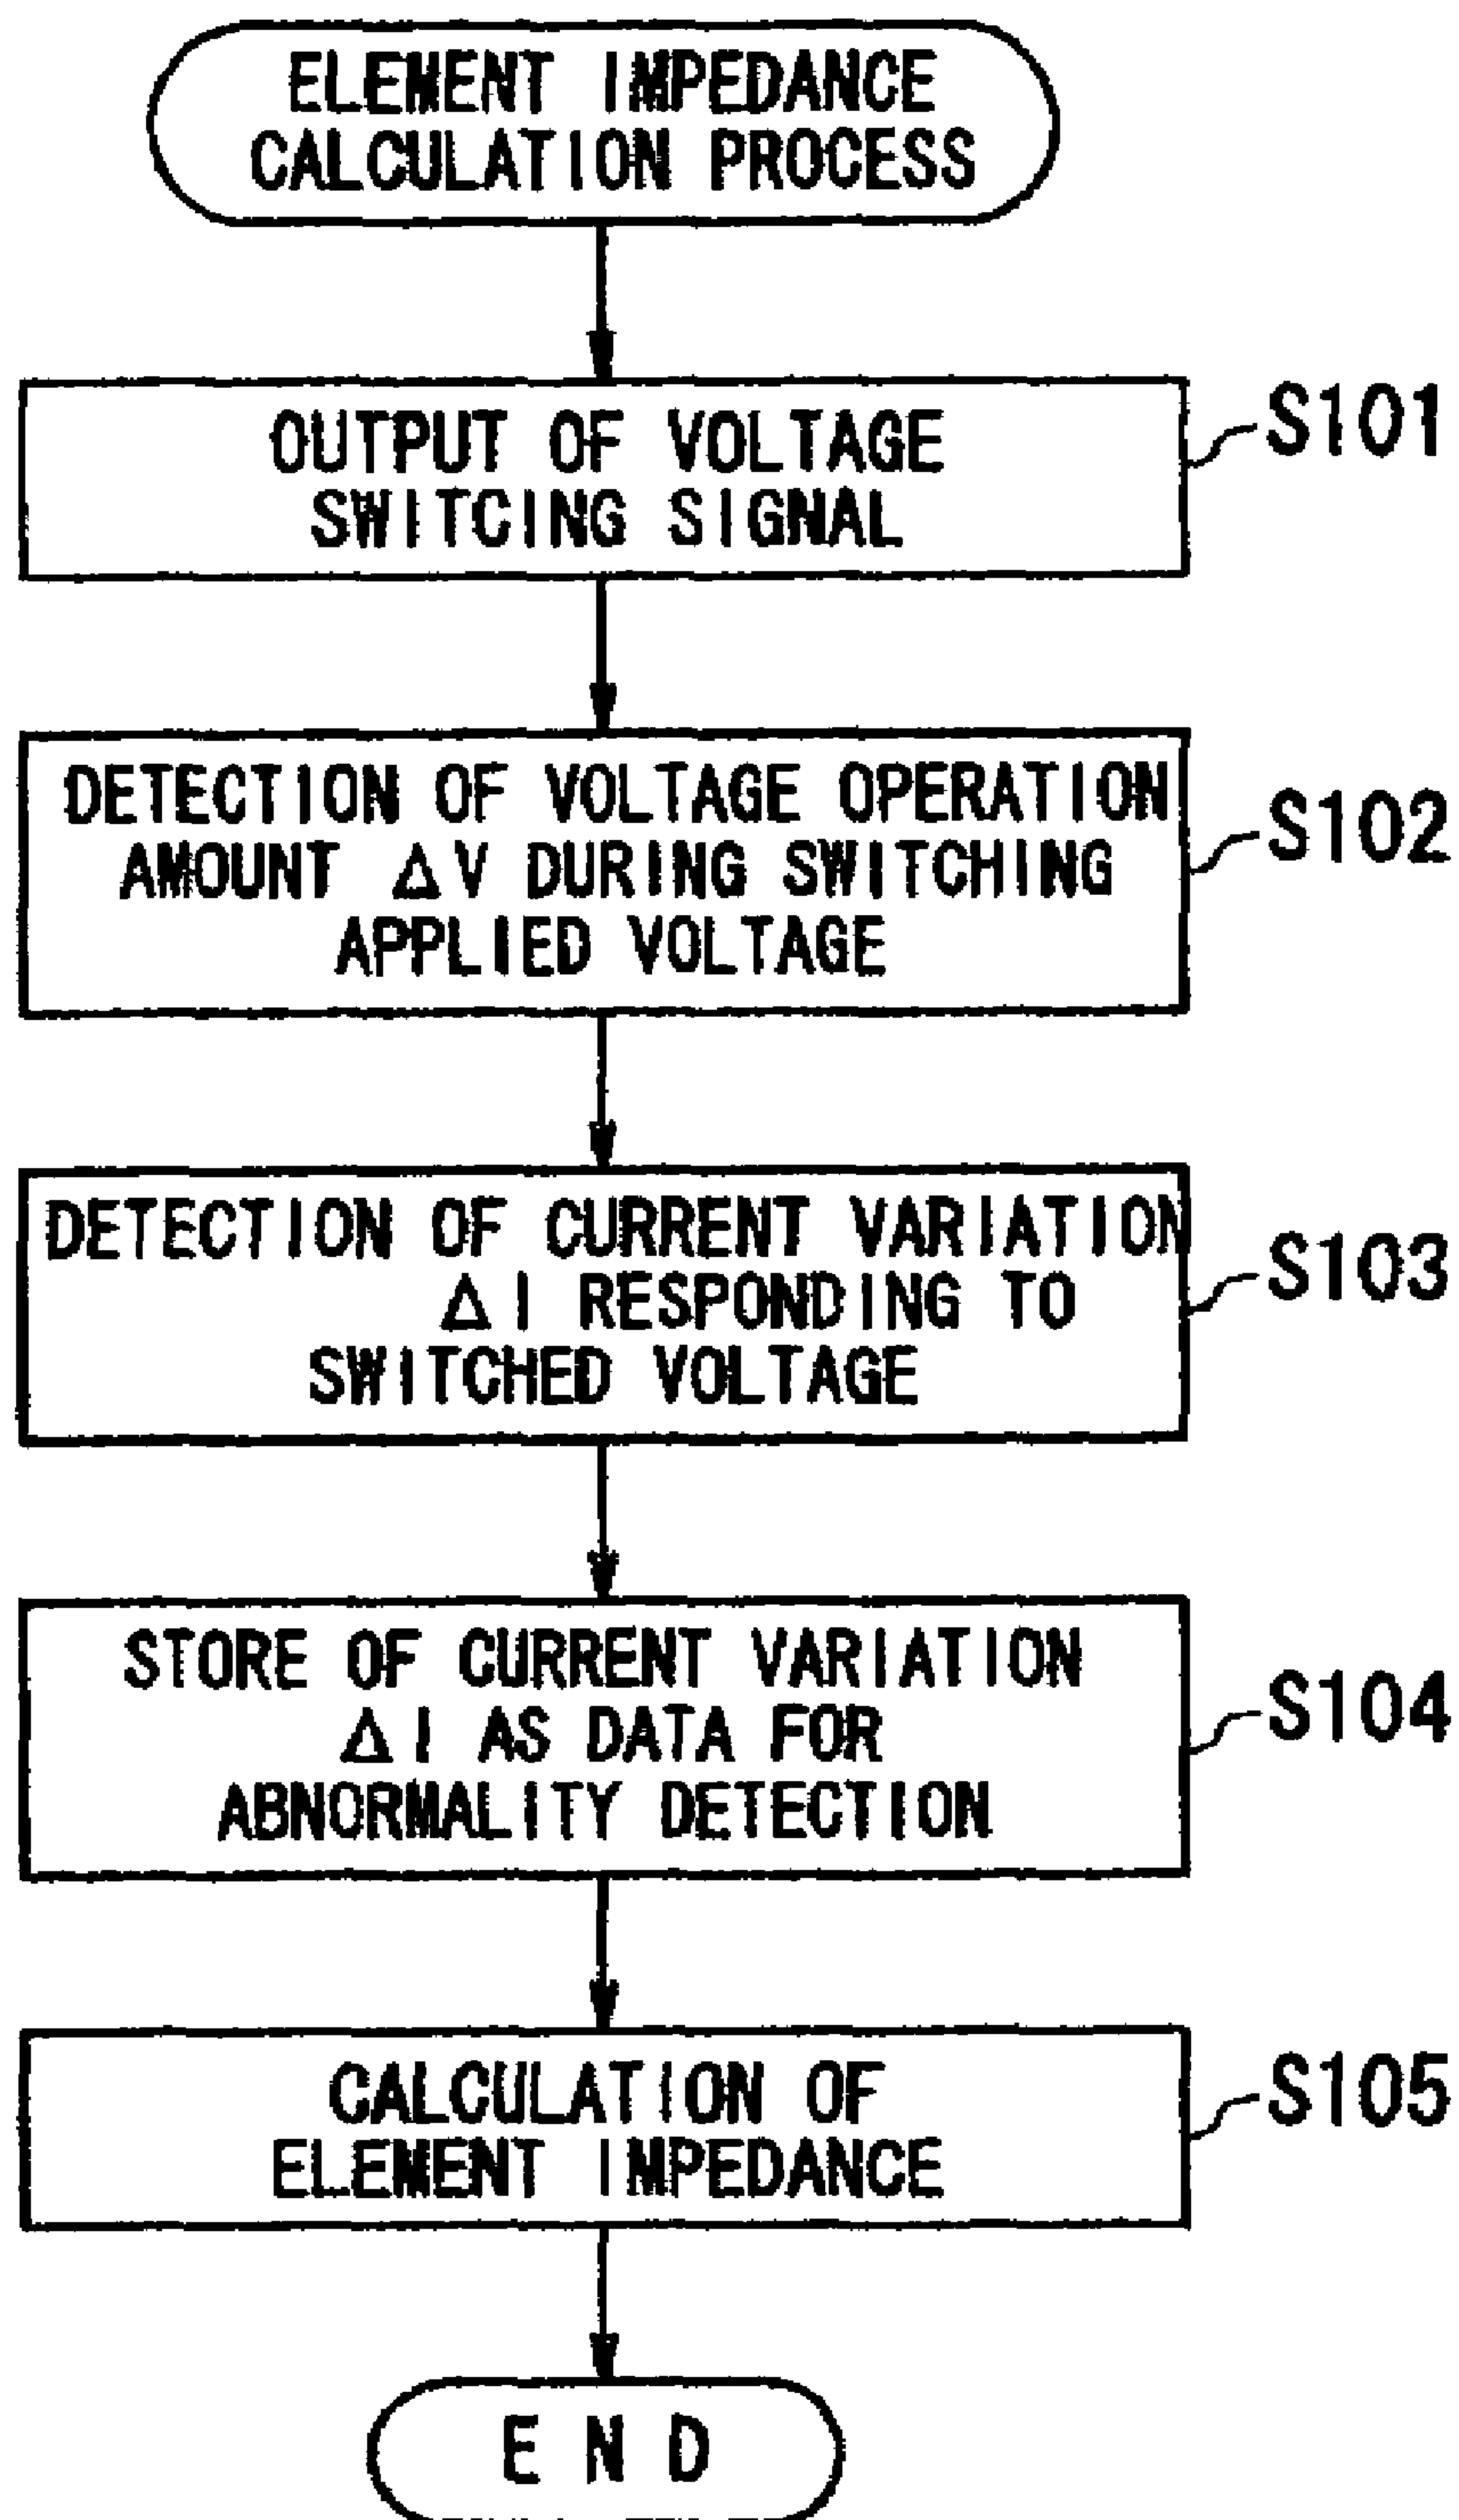 ELEMENT IMPEDANCE
CALCULATION PROCESS
OUTPUT OF VOLTAGE
SWITCING SIGNAL
S101
DETECTION OF VOLTAGE OPERATION
AMOUNT ΔV DURING SWITCHING
APPLIED VOLTAGE
S102
DETECTION OF CURRENT VARIATION
ΔI RESPONDING TO
SWITCHED VOLTAGE
S103
STORE OF CURRENT VARIATION
ΔI AS DATA FOR
ABNORMALITY DETECTION
S104
CALCULATION OF
ELEMENT IMPEDANCE
S105
END